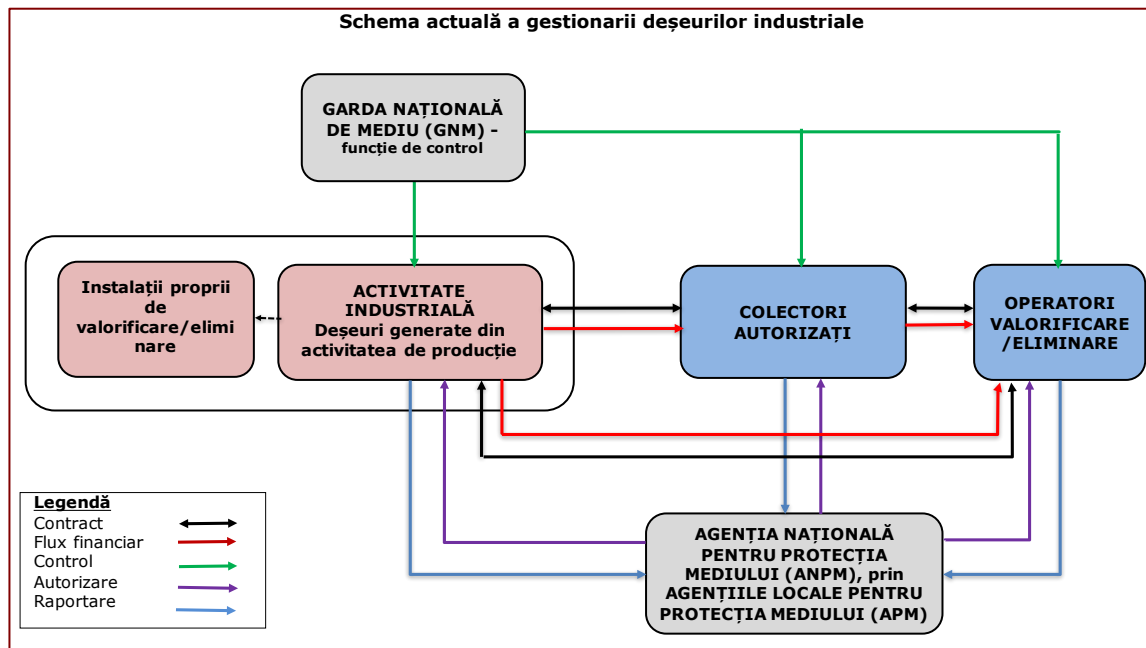 Schema actuală a gestionarii deșeurilor industriale
GARDA NAȚIONALĂ
DE MEDIU (GNM) -
funcție de control
Instalații proprii
de
valorificare/elimi
nare
ACTIVITATE
INDUSTRIALĂ
Deșeuri generate din
activitatea de producție
COLECTORI
AUTORIZAȚI
OPERATORI
VALORIFICARE
/ELIMINARE
Legendă
Contract
Flux financiar
Control
Autorizare
Raportare
AGENȚIA NAȚIONALĂ
PENTRU PROTECȚIA
MEDIULUI (ANPM), prin
AGENȚIILE LOCALE PENTRU
PROTECȚIA MEDIULUI (APM)